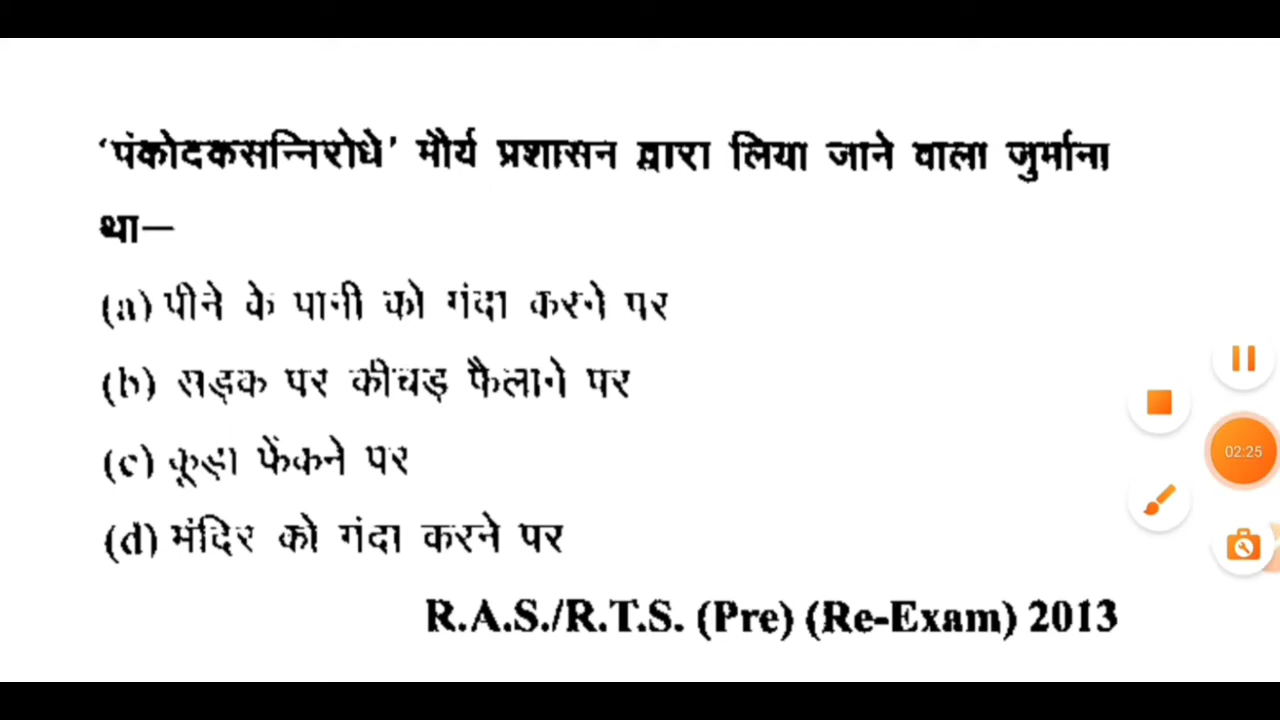 'पंकोदकसन्निरोधे' मौर्य प्रशासन द्वारा लिया जाने वाला जुर्माना
था—
(a) पीने के पानी को गंदा करने पर
(b) सड़क पर कीचड़ फैलाने पर
(c) कूड़ा फेंकने पर
(d) मंदिर को गंदा करने पर
R.A.S./R.T.S. (Pre) (Re-Exam) 2013
02:25